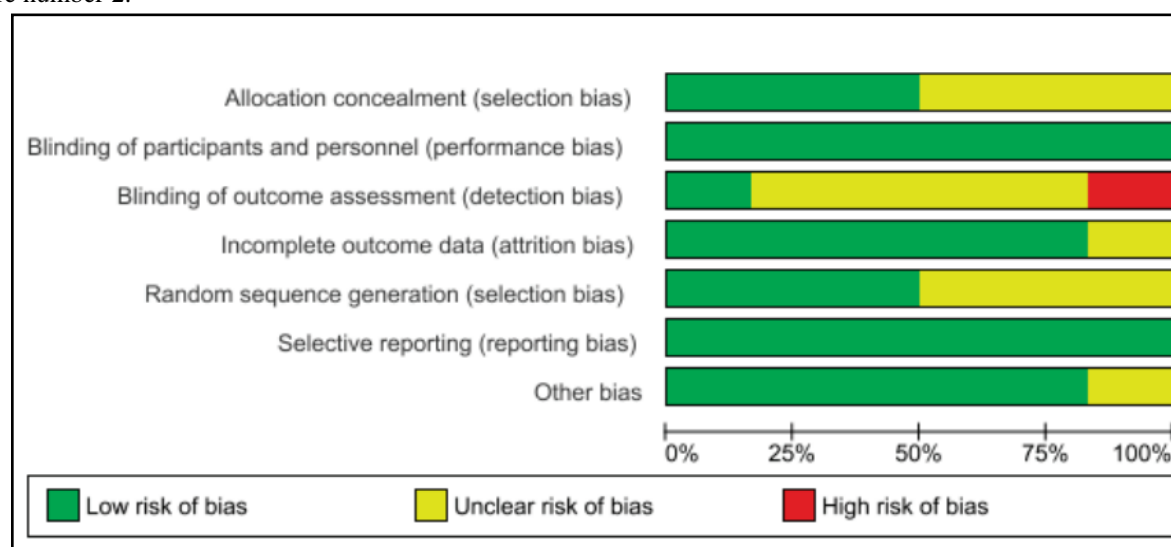 number 2.
Allocation concealment (selection bias)
Blinding of participants and personnel (performance bias)
Blinding of outcome assessment (detection bias)
Incomplete outcome data (attrition bias)
Random sequence generation (selection bias)
Selective reporting (reporting bias)
Other bias
0% 25% 50% 75% 100%
Low risk of bias Unclear risk of bias High risk of bias